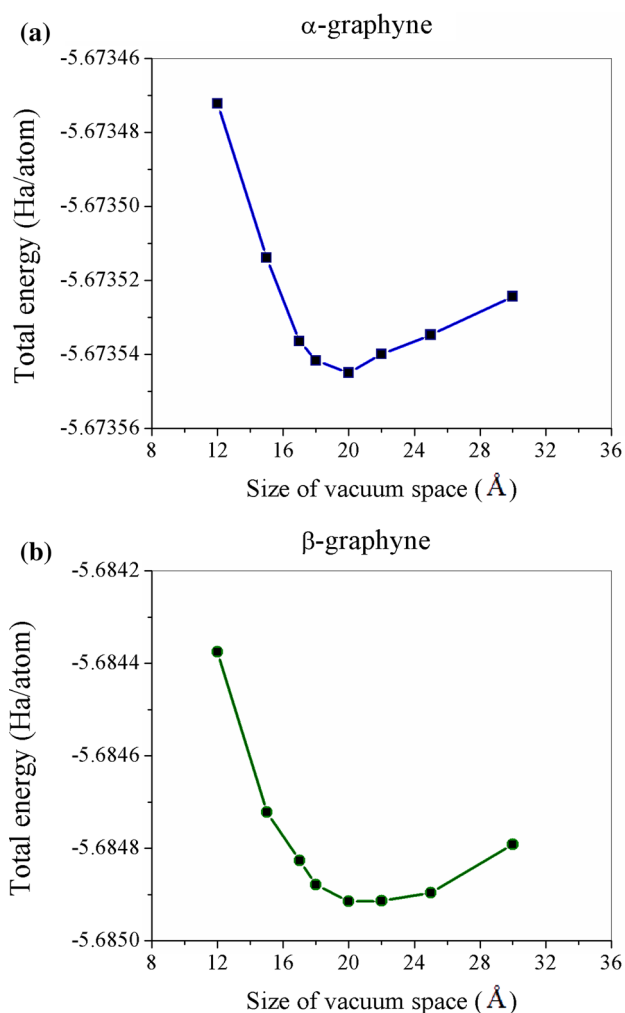 (a)
α-graphyne
Total energy (Ha/atom)
-5.67346
-5.67348
-5.67350
-5.67352
-5.67354
-5.67356
8 12 16 20 24 28 32 36
Size of vacuum space (Å)
(b)
β-graphyne
Total energy (Ha/atom)
-5.6842
-5.6844
-5.6846
-5.6848
-5.6850
8 12 16 20 24 28 32 36
Size of vacuum space (Å)